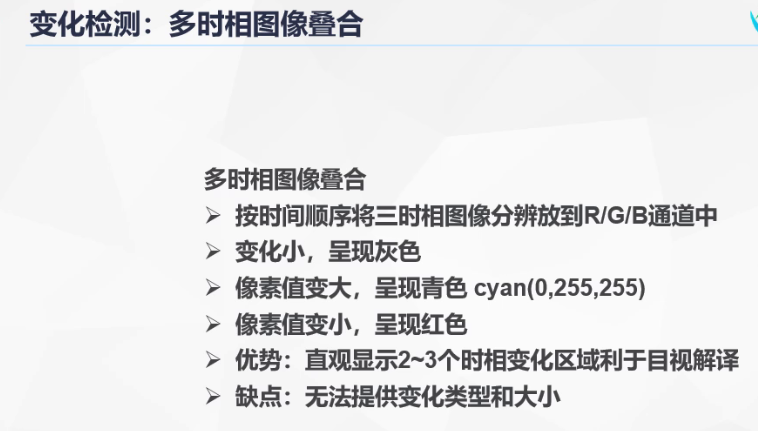 变化检测：多时相图像叠合
多时相图像叠合
➢ 按时间顺序将三时相图像分辨放到R/G/B通道中
➢ 变化小，呈现灰色
➢ 像素值变大，呈现青色 cyan(0,255,255)
➢ 像素值变小，呈现红色
➢ 优势：直观显示2~3个时相变化区域利于目视解译
➢ 缺点：无法提供变化类型和大小